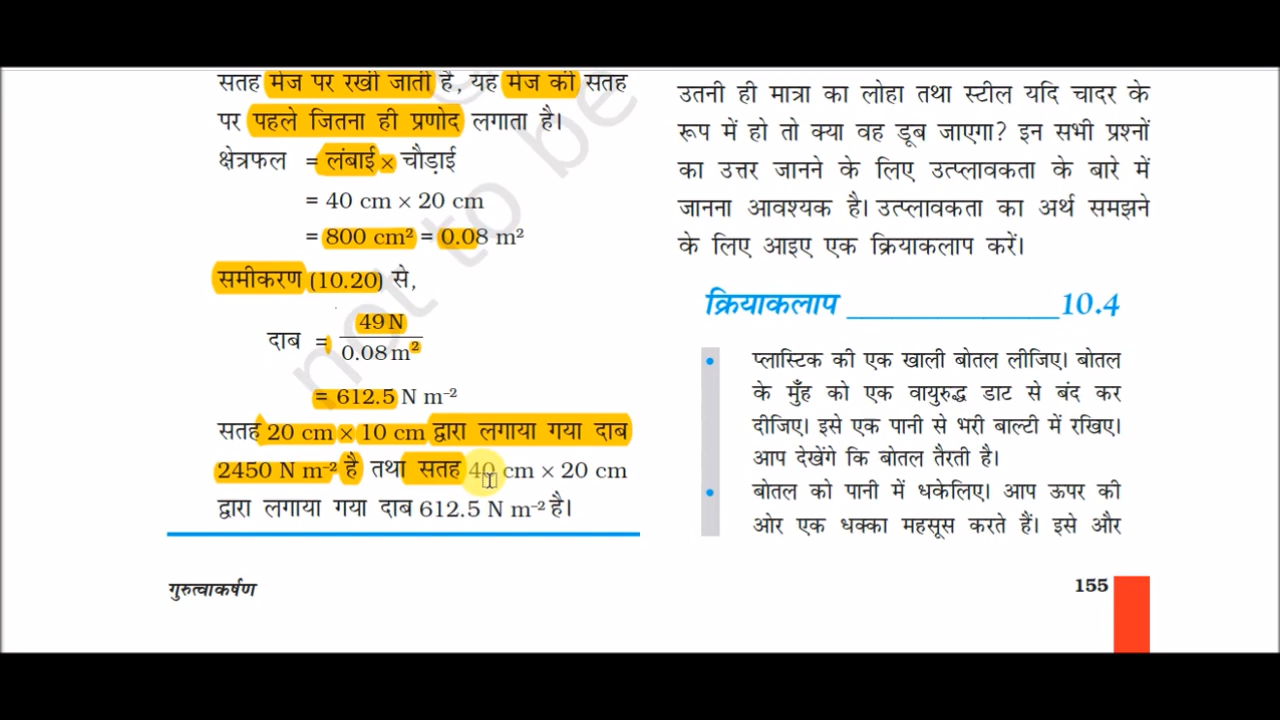 सतह मेज पर रखी जाती है, यह मेज की सतह
पर पहले जितना ही प्रणोद लगाता है।
क्षेत्रफल = लंबाई × चौड़ाई
= 40 cm × 20 cm
= 800 cm² = 0.08 m²
समीकरण (10.20) से,
दाब = 49 N / 0.08 m²
= 612.5 N m⁻²
सतह 20 cm × 10 cm द्वारा लगाया गया दाब
2450 N m⁻² है तथा सतह 40 cm × 20 cm
द्वारा लगाया गया दाब 612.5 N m⁻² है।
उतनी ही मात्रा का लोहा तथा स्टील यदि चादर के
रूप में हो तो क्या वह डूब जाएगा? इन सभी प्रश्नों
का उत्तर जानने के लिए उत्प्लावकता के बारे में
जानना आवश्यक है। उत्प्लावकता का अर्थ समझने
के लिए आइए एक क्रियाकलाप करें।
क्रियाकलाप ______________10.4
• प्लास्टिक की एक खाली बोतल लीजिए। बोतल
के मुँह को एक वायुरुद्ध डाट से बंद कर
दीजिए। इसे एक पानी से भरी बाल्टी में रखिए।
आप देखेंगे कि बोतल तैरती है।
• बोतल को पानी में धकेलिए। आप ऊपर की
ओर एक धक्का महसूस करते हैं। इसे और
गुरुत्वाकर्षण
155
not to be